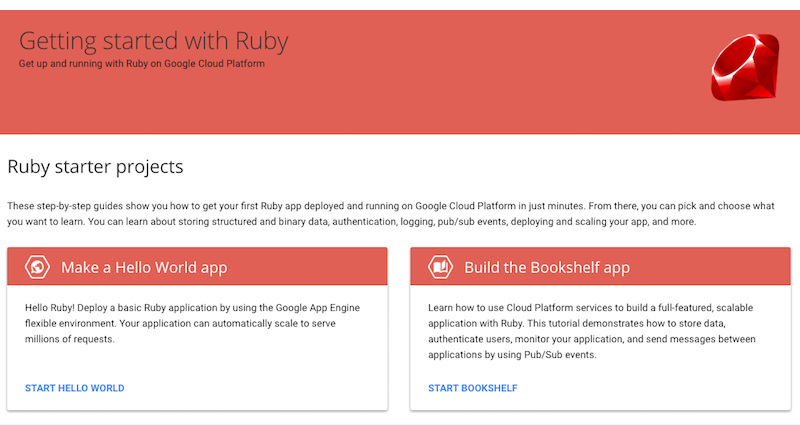 Getting started with Ruby
Get up and running with Ruby on Google Cloud Platform
Ruby starter projects
These step-by-step guides show you how to get your first Ruby app deployed and running on Google Cloud Platform in just minutes. From there, you can pick and choose what
you want to learn. You can learn about storing structured and binary data, authentication, logging, pub/sub events, deploying and scaling your app, and more.
Make a Hello World app
Hello Ruby! Deploy a basic Ruby application by using the Google App Engine
flexible environment. Your application can automatically scale to serve
millions of requests.
START HELLO WORLD
Build the Bookshelf app
Learn how to use Cloud Platform services to build a full-featured, scalable
application with Ruby. This tutorial demonstrates how to store data,
authenticate users, monitor your application, and send messages between
applications by using Pub/Sub events.
START BOOKSHELF